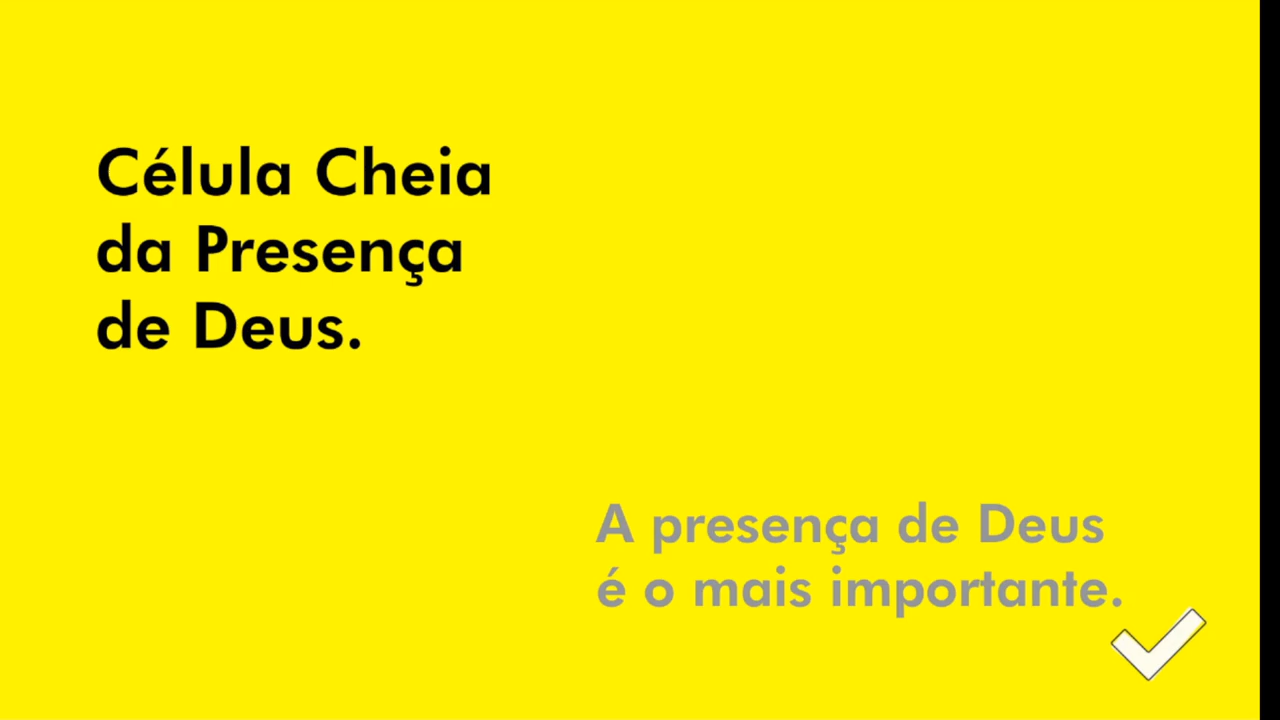 Célula Cheia
da Presença
de Deus.
A presença de Deus
é o mais importante.